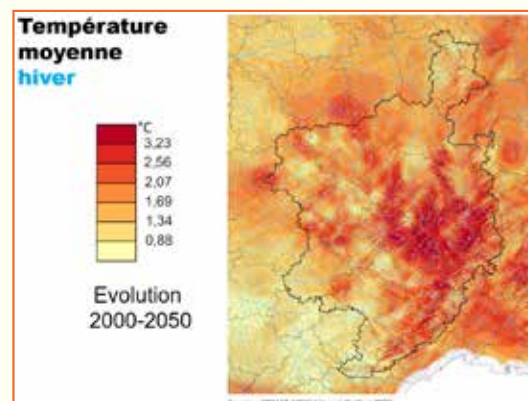 Température
moyenne
hiver
°C
3,23
2,56
2,07
1,69
1,34
0,88
Evolution
2000-2050